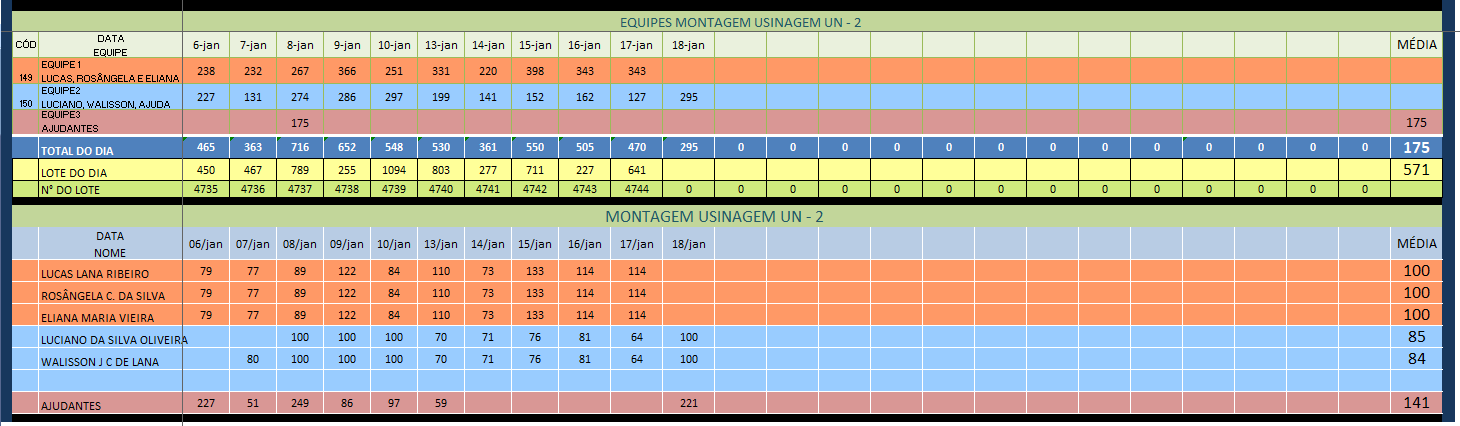 EQUIPES MONTAGEM USINAGEM UN - 2
CÓD DATA 6-jan 7-jan 8-jan 9-jan 10-jan 13-jan 14-jan 15-jan 16-jan 17-jan 18-jan MÉDIA
EQUIPE
EQUIPE 1
149 LUCAS, ROSÂNGELA E ELIANA 238 232 267 366 251 331 220 398 343 343
EQUIPE2
150 LUCIANO, WALISSON, AJUDA 227 131 274 286 297 199 141 152 162 127 295
EQUIPE3
AJUDANTES 175 175
TOTAL DO DIA 465 363 716 652 548 530 361 550 505 470 295 0 0 0 0 0 0 0 0 0 0 0 0 0 175
LOTE DO DIA 450 467 789 255 1094 803 277 711 227 641 571
N° DO LOTE 4735 4736 4737 4738 4739 4740 4741 4742 4743 4744 0 0 0 0 0 0 0 0 0 0 0 0 0 0
MONTAGEM USINAGEM UN - 2
DATA 06/jan 07/jan 08/jan 09/jan 10/jan 13/jan 14/jan 15/jan 16/jan 17/jan 18/jan MÉDIA
NOME
LUCAS LANA RIBEIRO 79 77 89 122 84 110 73 133 114 114 100
ROSÂNGELA C. DA SILVA 79 77 89 122 84 110 73 133 114 114 100
ELIANA MARIA VIEIRA 79 77 89 122 84 110 73 133 114 114 100
LUCIANO DA SILVA OLIVEIRA 100 100 100 70 71 76 81 64 100 85
WALISSON J C DE LANA 80 100 100 100 70 71 76 81 64 100 84
AJUDANTES 227 51 249 86 97 59 221 141